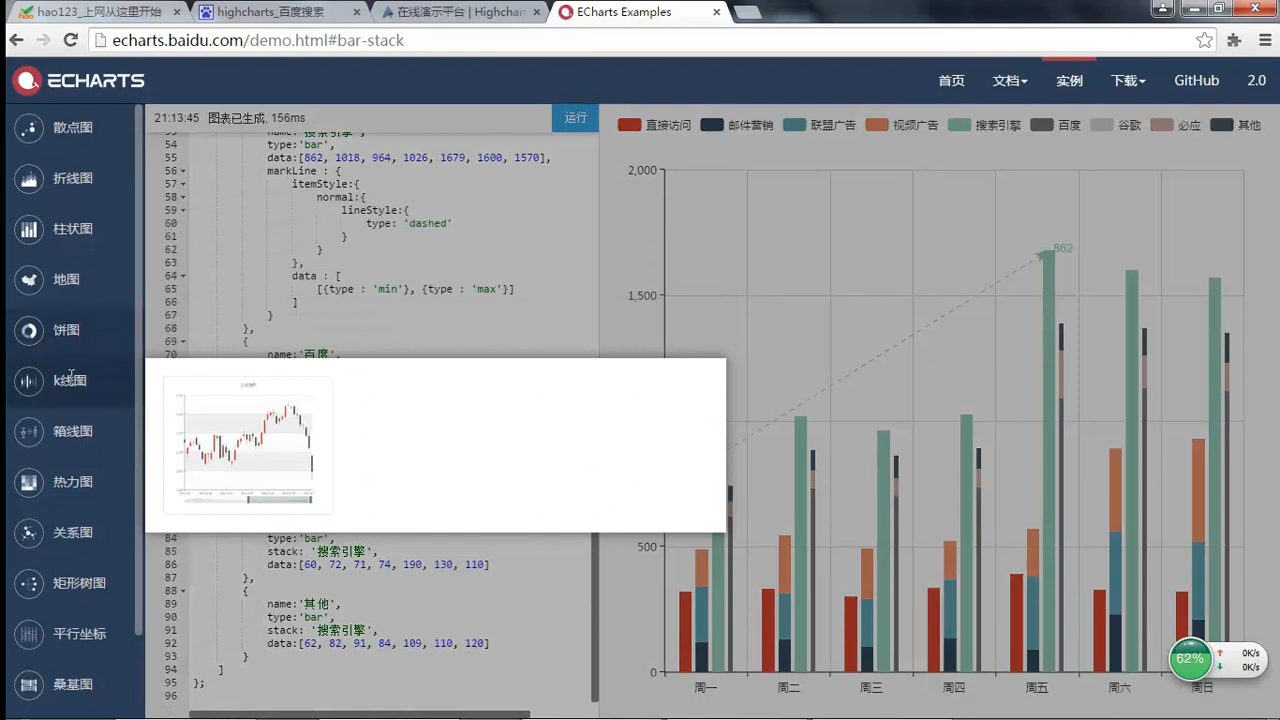 hao123_上网从这里开始
highcharts_百度搜索
在线演示平台 | Highchar
ECharts Examples
echarts.baidu.com/demo.html#bar-stack
ECHARTS
首页
文档
实例
下载
GitHub
2.0
散点图
折线图
柱状图
地图
饼图
k线图
箱线图
热力图
关系图
矩形树图
平行坐标
桑基图
21:13:45 图表已生成, 156ms
运行
53 name:'搜索引擎',
54 type:'bar',
55 data:[862, 1018, 964, 1026, 1679, 1600, 1570],
56 markLine : {
57 itemStyle:{
58 normal:{
59 lineStyle:{
60 type: 'dashed'
61 }
62 }
63 },
64 data : [
65 [{type : 'min'}, {type : 'max'}]
66 ]
67 }
68 },
69 {
70 name:'百度',
84 type:'bar',
85 stack: '搜索引擎',
86 data:[60, 72, 71, 74, 190, 130, 110]
87 },
88 {
89 name:'其他',
90 type:'bar',
91 stack: '搜索引擎',
92 data:[62, 82, 91, 84, 109, 110, 120]
93 }
94 ]
95 };
96
直接访问
邮件营销
联盟广告
视频广告
搜索引擎
百度
谷歌
必应
其他
2,000
1,500
500
0
862
周一
周二
周三
周四
周五
周六
周日
62%
0K/s
0K/s